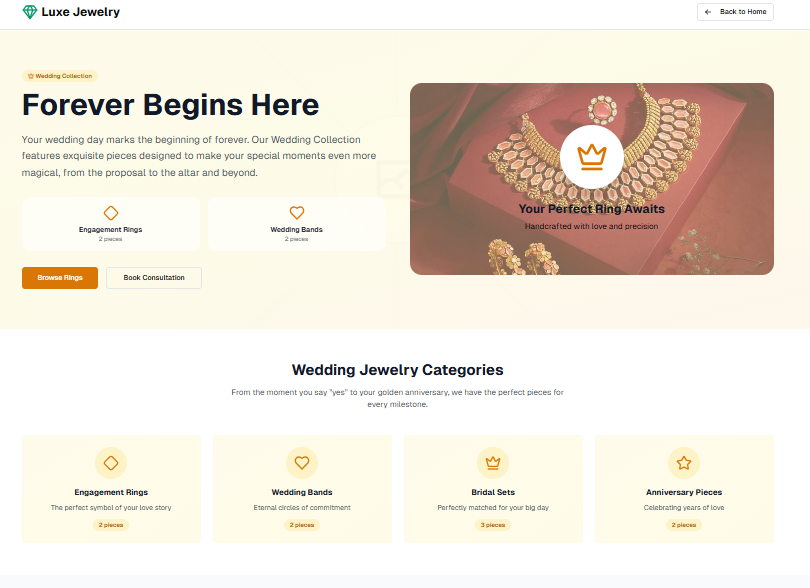 Luxe Jewelry
Back to Home
Wedding Collection
Forever Begins Here
Your wedding day marks the beginning of forever. Our Wedding Collection
features exquisite pieces designed to make your special moments even more
magical, from the proposal to the altar and beyond.
Engagement Rings
2 pieces
Wedding Bands
2 pieces
Browse Rings
Book Consultation
Your Perfect Ring Awaits
Handcrafted with love and precision
Wedding Jewelry Categories
From the moment you say "yes" to your golden anniversary, we have the perfect pieces for
every milestone.
Engagement Rings
The perfect symbol of your love story
2 pieces
Wedding Bands
Eternal circles of commitment
2 pieces
Bridal Sets
Perfectly matched for your big day
3 pieces
Anniversary Pieces
Celebrating years of love
2 pieces